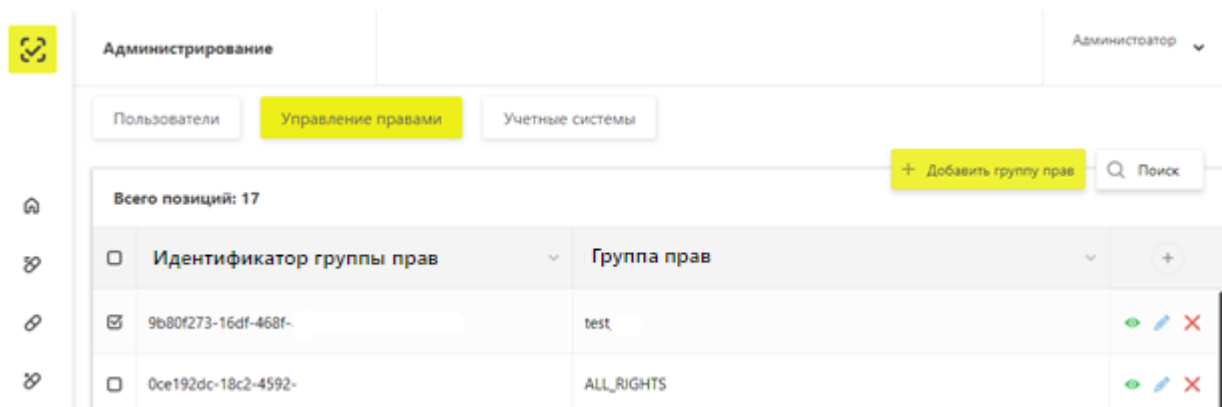 Администрирование
Администоатор
Пользователи Управление правами Учетные системы
+ Добавить группу прав Поиск
Всего позиций: 17
Идентификатор группы прав Группа прав +
9b80f273-16df-468f- test
0ce192dc-18c2-4592- ALL_RIGHTS